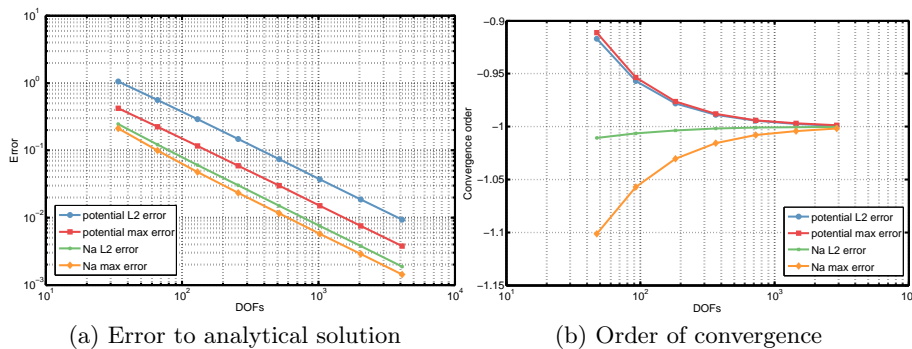 10^1
10^0
10^-1
10^-2
10^-3
Error
potential L2 error
potential max error
Na L2 error
Na max error
10^1
10^2
10^3
10^4
DOFs
(a) Error to analytical solution
−0.9
−0.95
−1
−1.05
−1.1
−1.15
Convergence order
potential L2 error
potential max error
Na L2 error
Na max error
10^1
10^2
10^3
10^4
DOFs
(b) Order of convergence